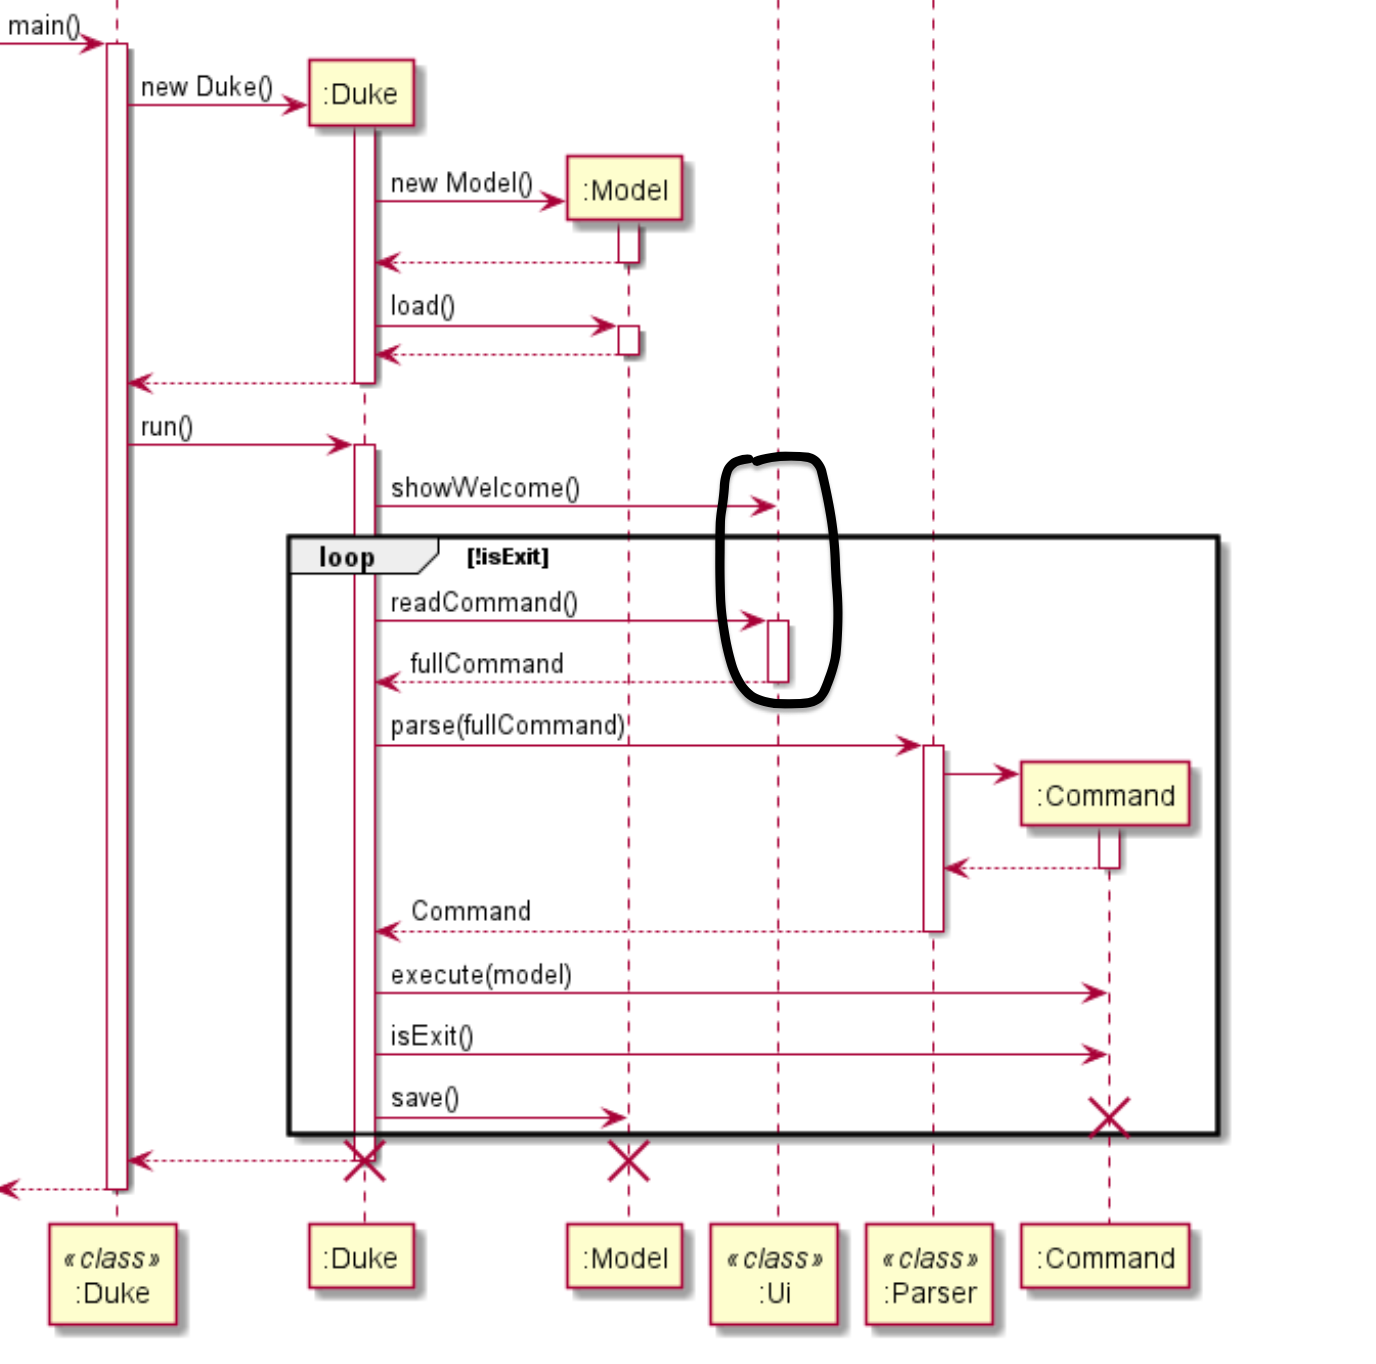 main()
new Duke()
:Duke
new Model()
:Model
load()
run()
showWelcome()
loop
[!isExit]
readCommand()
fullCommand
parse(fullCommand)
:Command
Command
execute(model)
isExit()
save()
«class»
:Duke
:Duke
:Model
«class»
:Ui
«class»
:Parser
:Command